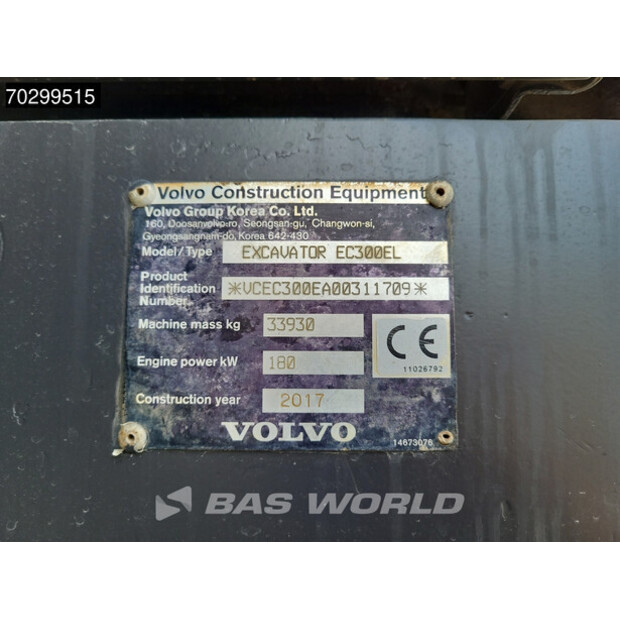 70299515
Volvo Construction Equipment
Volvo Group Korea Co. Ltd.
160, Doosanvolvo-ro, Seongsan-gu, Changwon-si,
Gyeongsangnam-do, Korea 642-430
Model/Type EXCAVATOR EC300EL
Product
Identification
Number. *VCEC300EA00311709*
Machine mass kg 33930
Engine power kW 180
CE
11026792
Construction year 2017
VOLVO
14673076
BAS WORLD